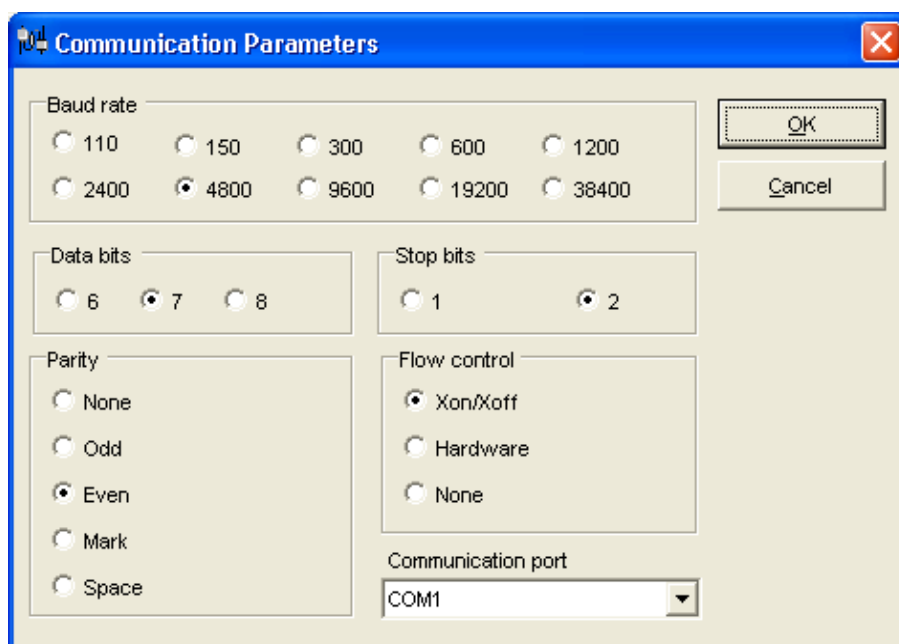 Communication Parameters
Baud rate
110 150 300 600 1200
2400 4800 9600 19200 38400
OK
Cancel
Data bits
6 7 8
Stop bits
1 2
Parity
None
Odd
Even
Mark
Space
Flow control
Xon/Xoff
Hardware
None
Communication port
COM1